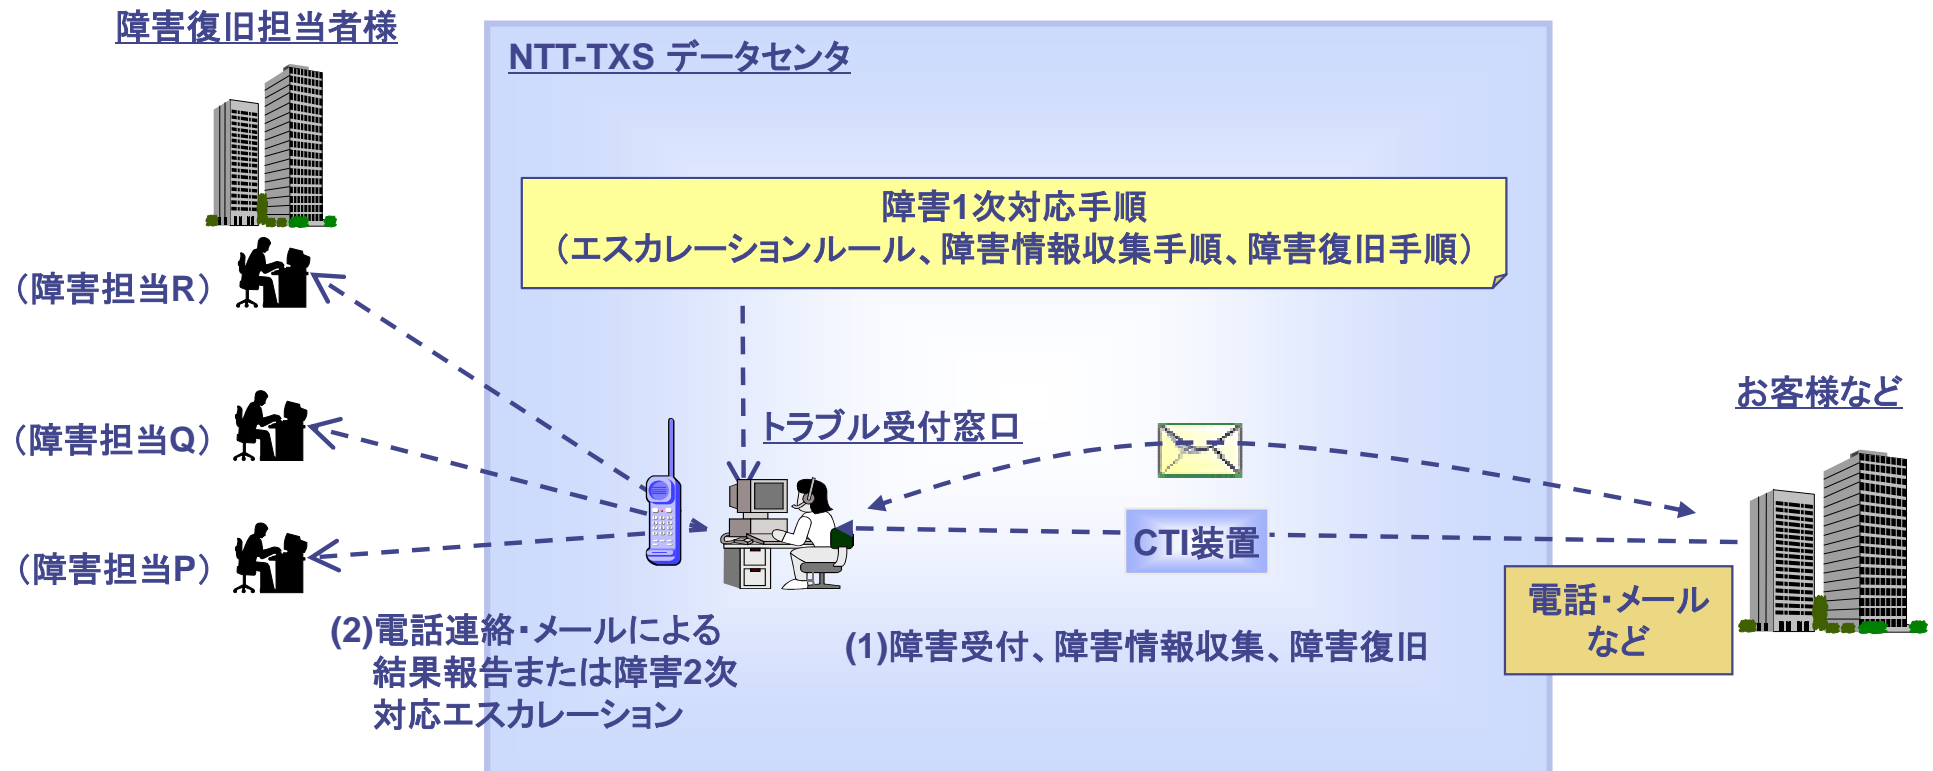 障害復旧担当者様
NTT-TXS データセンタ
障害1次対応手順
（エスカレーションルール、障害情報収集手順、障害復旧手順）
（障害担当R）
お客様など
トラブル受付窓口
（障害担当Q）
CTI装置
（障害担当P）
電話・メール
など
(2)電話連絡・メールによる
結果報告または障害2次
対応エスカレーション
(1)障害受付、障害情報収集、障害復旧